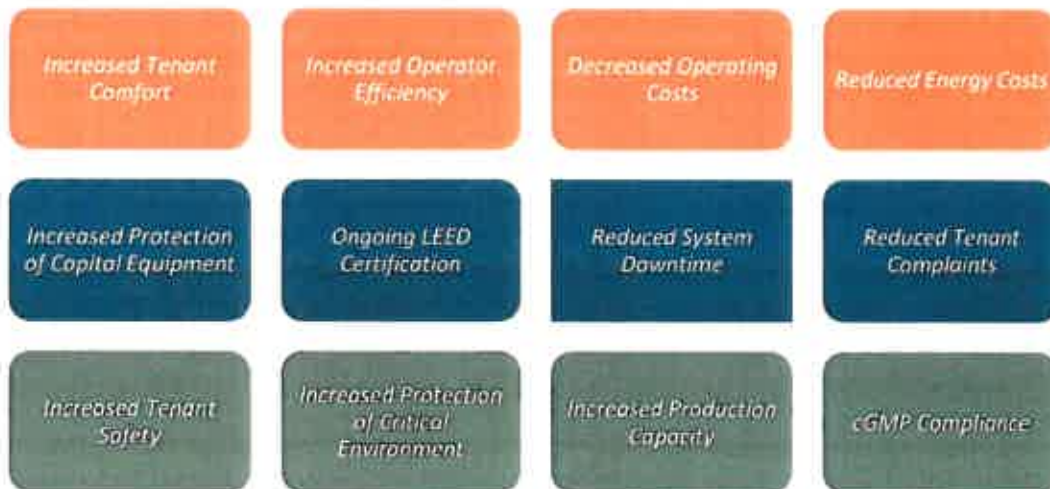 Increased Tenant
Comfort
Increased Operator
Efficiency
Decreased Operating
Costs
Reduced Energy Costs
Increased Protection
of Capital Equipment
Ongoing LEED
Certification
Reduced System
Downtime
Reduced Tenant
Complaints
Increased Tenant
Safety
Increased Protection
of Critical
Environment
Increased Production
Capacity
cGMP Compliance